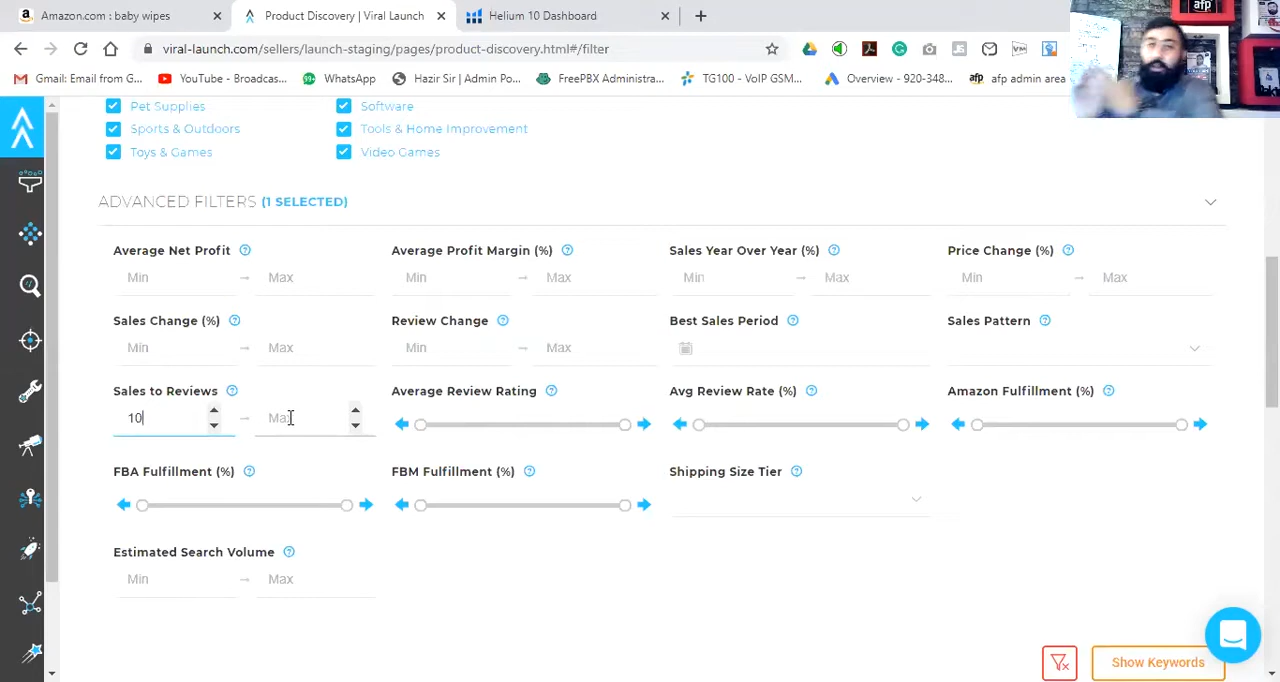 Amazon.com : baby wipes
Product Discovery | Viral Launch
Helium 10 Dashboard
viral-launch.com/sellers/launch-staging/pages/product-discovery.html#/filter
Gmail: Email from G...
YouTube - Broadcas...
WhatsApp
Hazir Sir | Admin Re...
FreePBX Administra...
TG100 - VoIP GSM...
Overview - 920-348...
afp afp admin area
afp
Pet Supplies
Software
Sports & Outdoors
Tools & Home Improvement
Toys & Games
Video Games
ADVANCED FILTERS (1 SELECTED)
Average Net Profit
Average Profit Margin (%)
Sales Year Over Year (%)
Price Change (%)
Min → Max
Min → Max
Min → Max
Min → Max
Sales Change (%)
Review Change
Best Sales Period
Sales Pattern
Min → Max
Min → Max
Sales to Reviews
Average Review Rating
Avg Review Rate (%)
Amazon Fulfillment (%)
10 → Max
FBA Fulfillment (%)
FBM Fulfillment (%)
Shipping Size Tier
Estimated Search Volume
Min → Max
Show Keywords